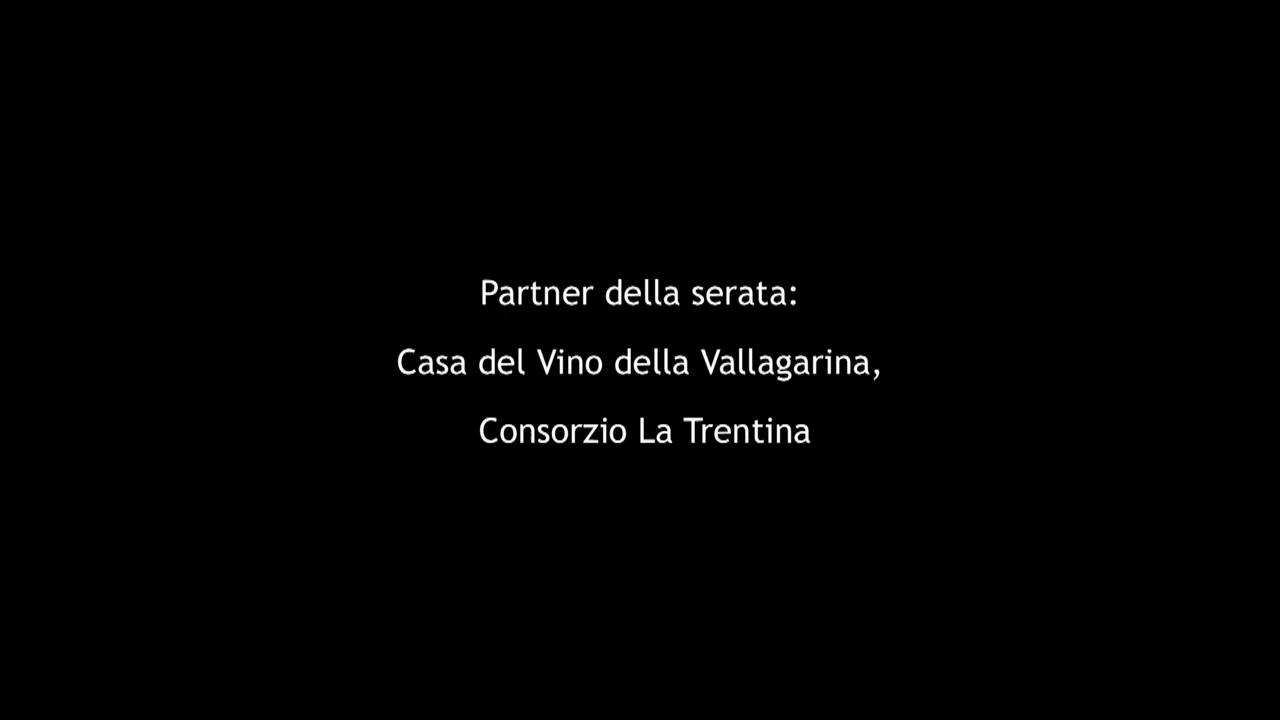 Partner della serata:
Casa del Vino della Vallagarina,
Consorzio La Trentina